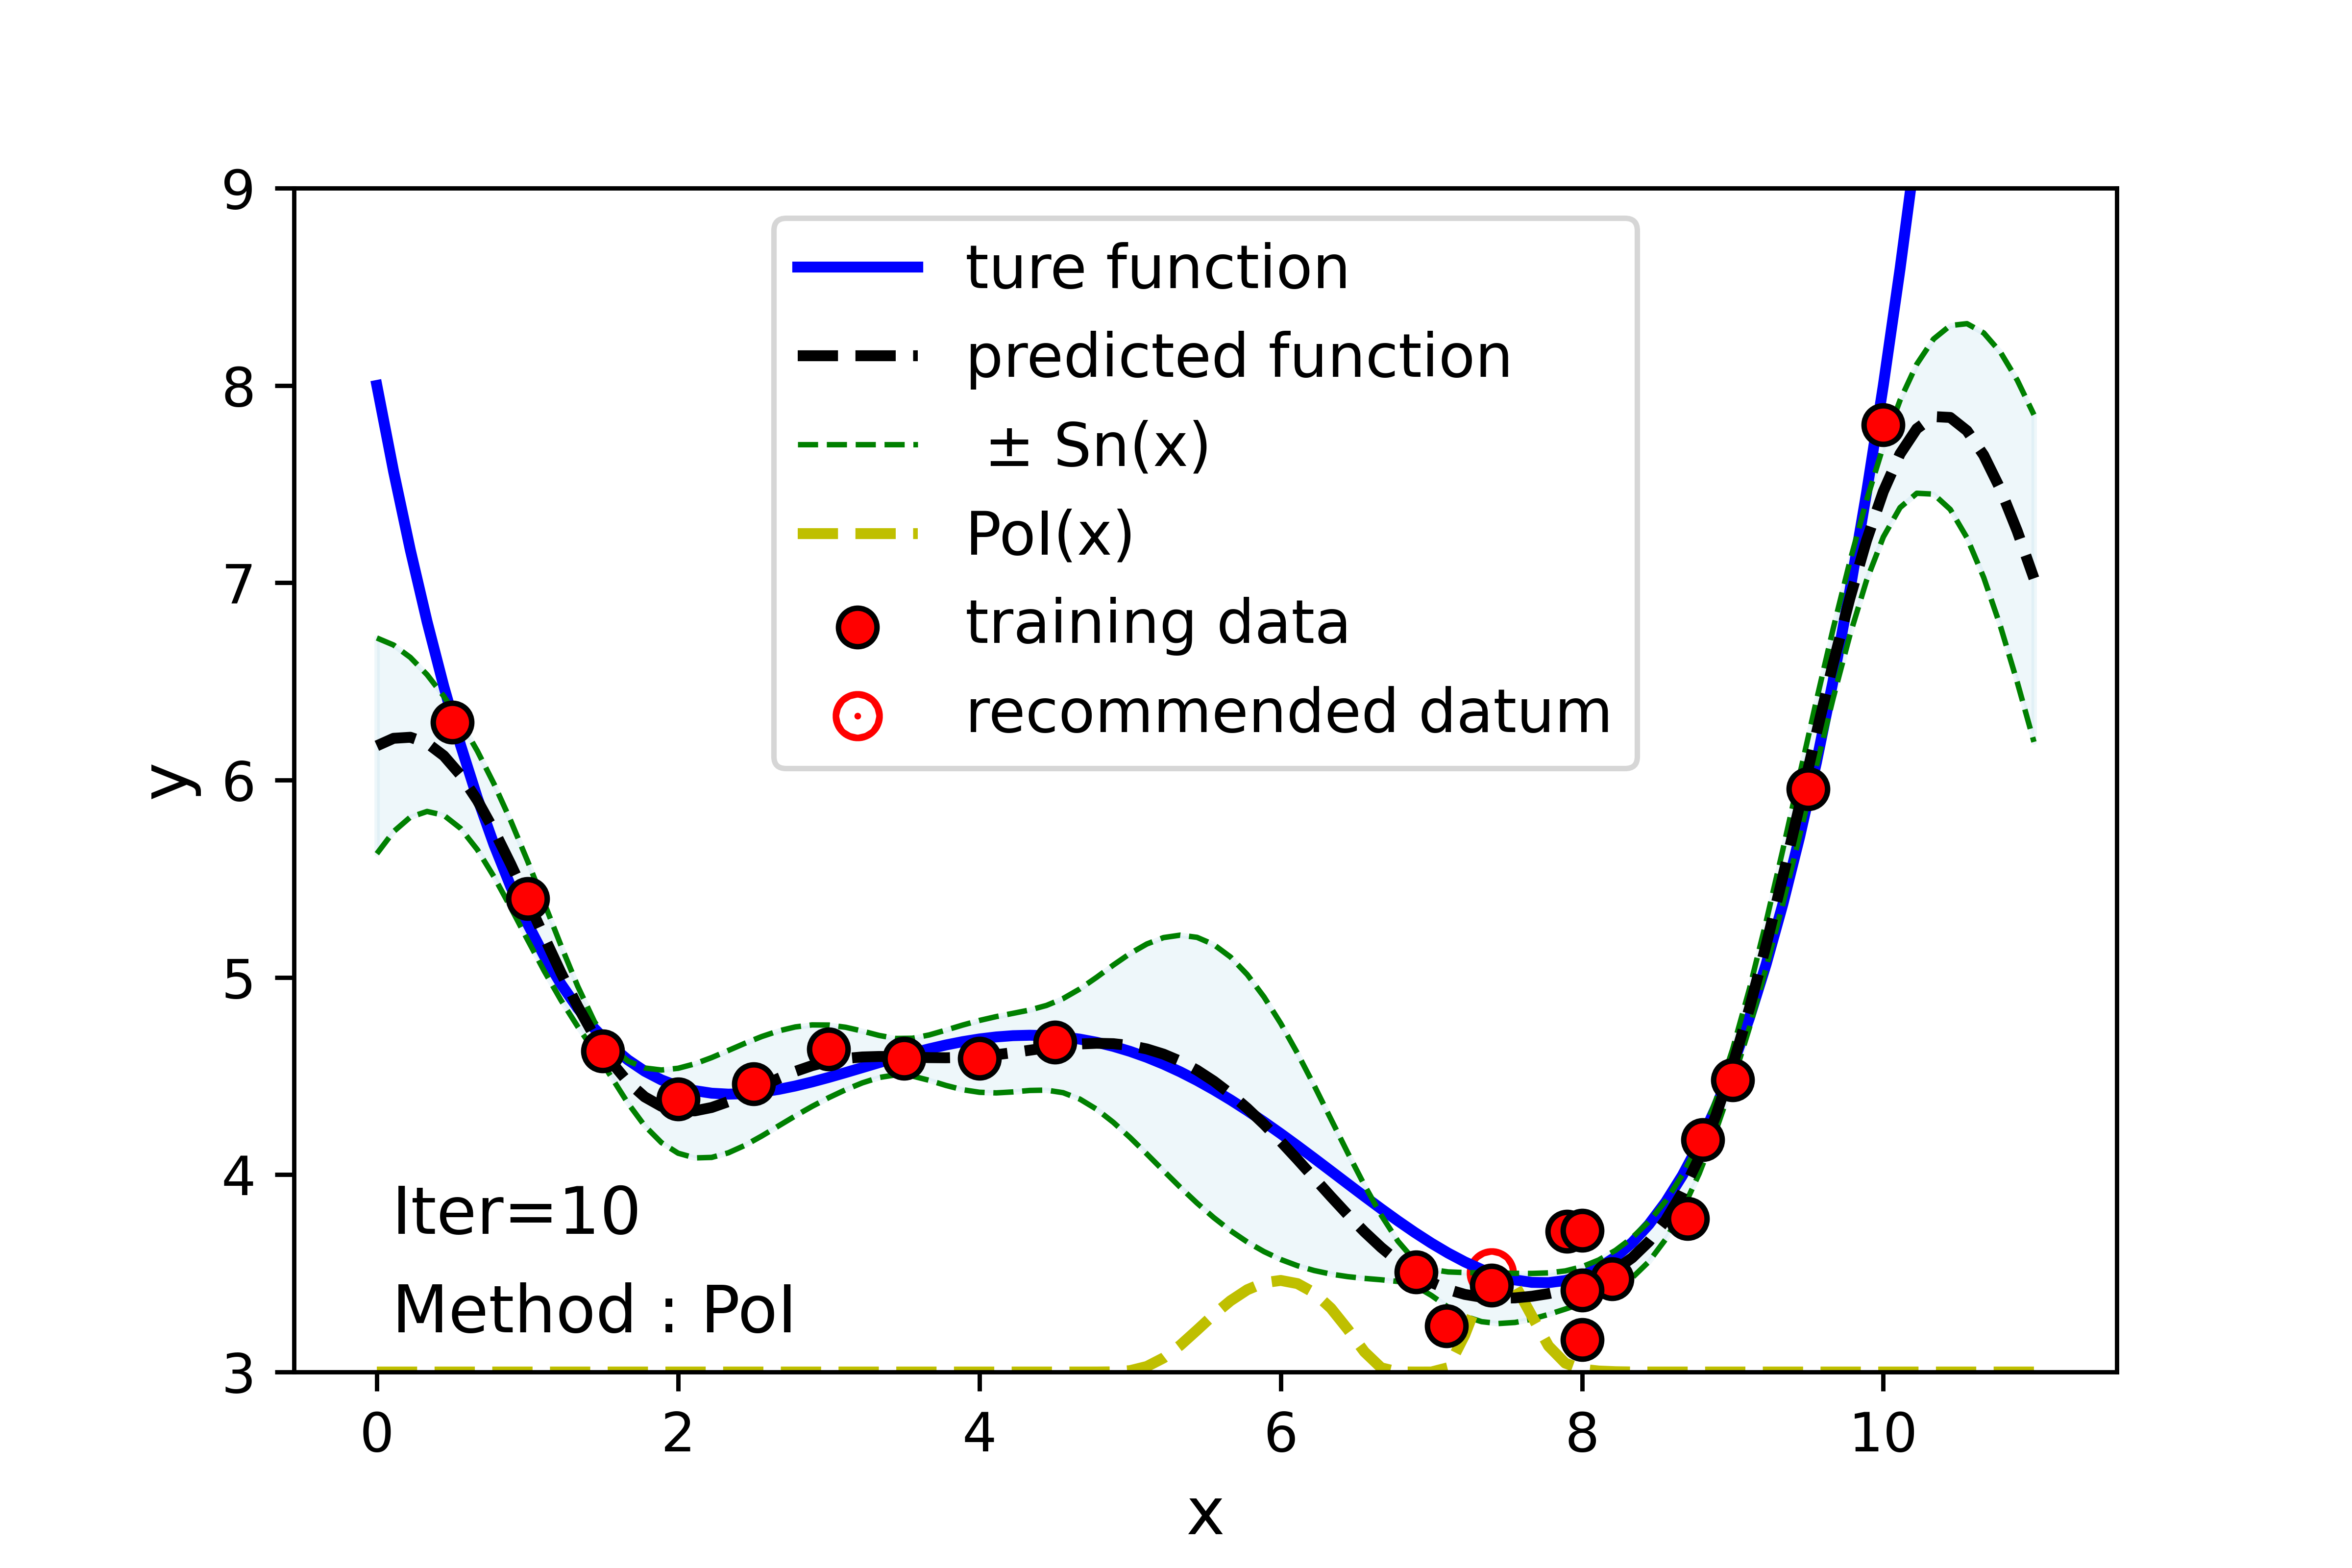 9
8
7
6
5
4
3
y
ture function
predicted function
± Sn(x)
PoI(x)
training data
recommended datum
Iter=10
Method : PoI
0 2 4 6 8 10
x